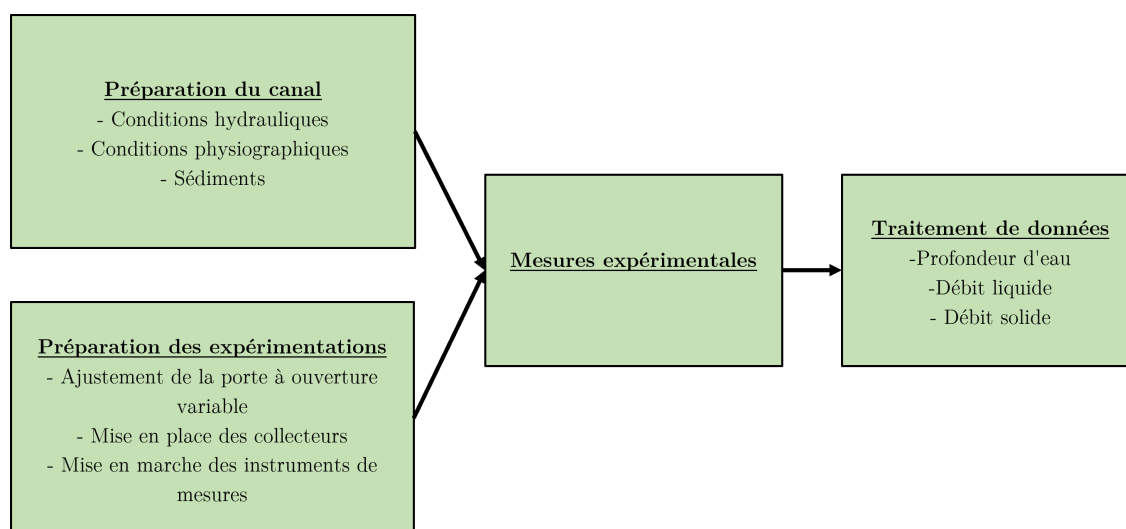 Préparation du canal
- Conditions hydrauliques
- Conditions physiographiques
- Sédiments
Préparation des expérimentations
- Ajustement de la porte à ouverture
variable
- Mise en place des collecteurs
- Mise en marche des instruments de
mesures
Mesures expérimentales
Traitement de données
-Profondeur d'eau
-Débit liquide
- Débit solide